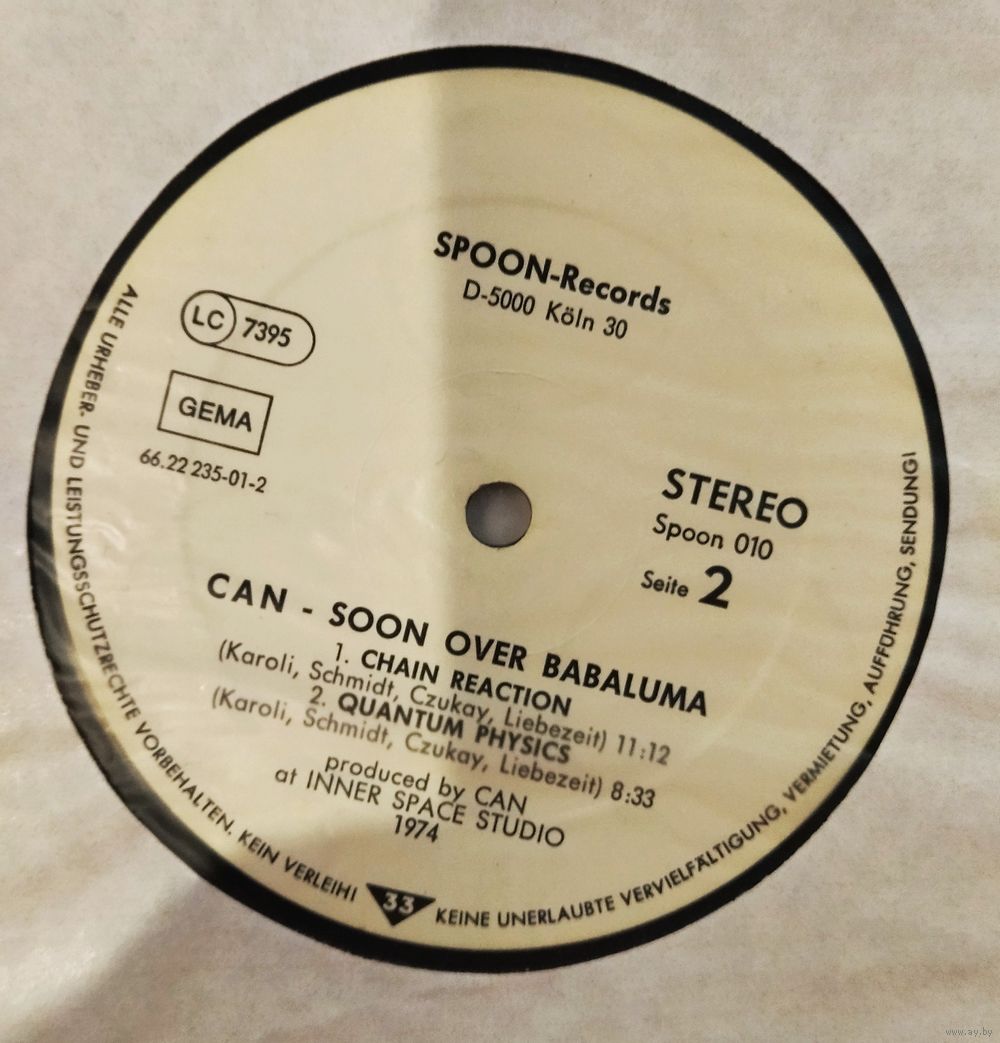 SPOON-Records
D-5000 Köln 30
LC 7395
GEMA
66.22 235-01-2
STEREO
Spoon 010
Seite 2
CAN - SOON OVER BABALUMA
1. CHAIN REACTION
(Karoli, Schmidt, Czukay, Liebezeit) 11:12
2. QUANTUM PHYSICS
(Karoli, Schmidt, Czukay, Liebezeit) 8:33
produced by CAN
at INNER SPACE STUDIO
1974
ALLE URHEBER- UND LEISTUNGSSCHUTZRECHTE VORBEHALTEN. KEIN VERLEIH!
33
KEINE UNERLAUBTE VERVIELFÄLTIGUNG, VERMIETUNG, AUFFÜHRUNG, SENDUNG!
www.ay.by